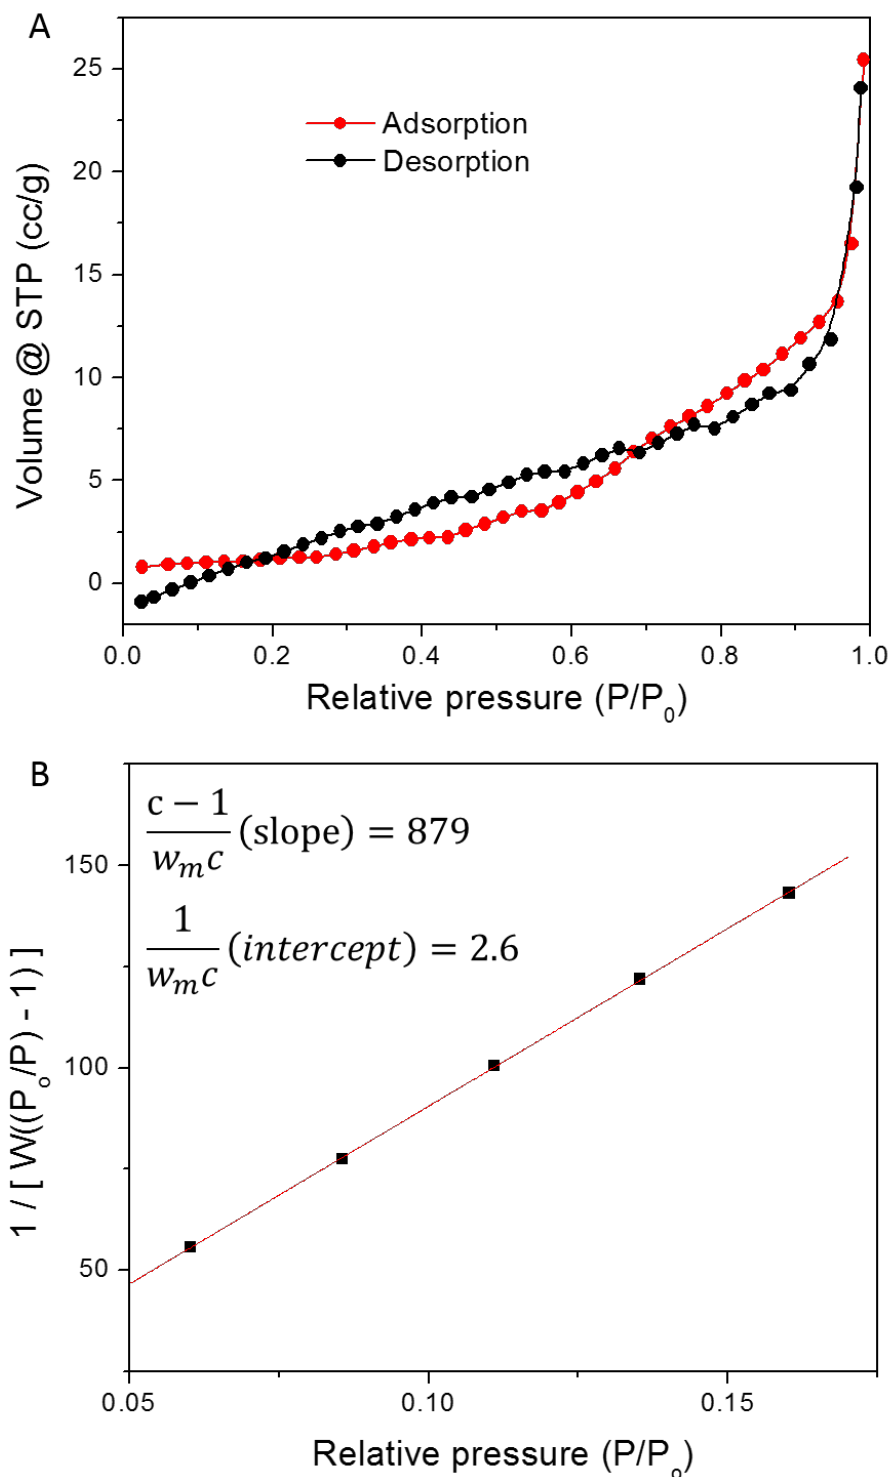 A
25
20
15
10
5
0
Volume @ STP (cc/g)
Adsorption
Desorption
0.0 0.2 0.4 0.6 0.8 1.0
Relative pressure (P/P₀)
B
c − 1
wₘc
(slope) = 879
1
wₘc
(intercept) = 2.6
150
100
50
1 / [ W((Pₒ/P) - 1) ]
0.05 0.10 0.15
Relative pressure (P/Pₒ)